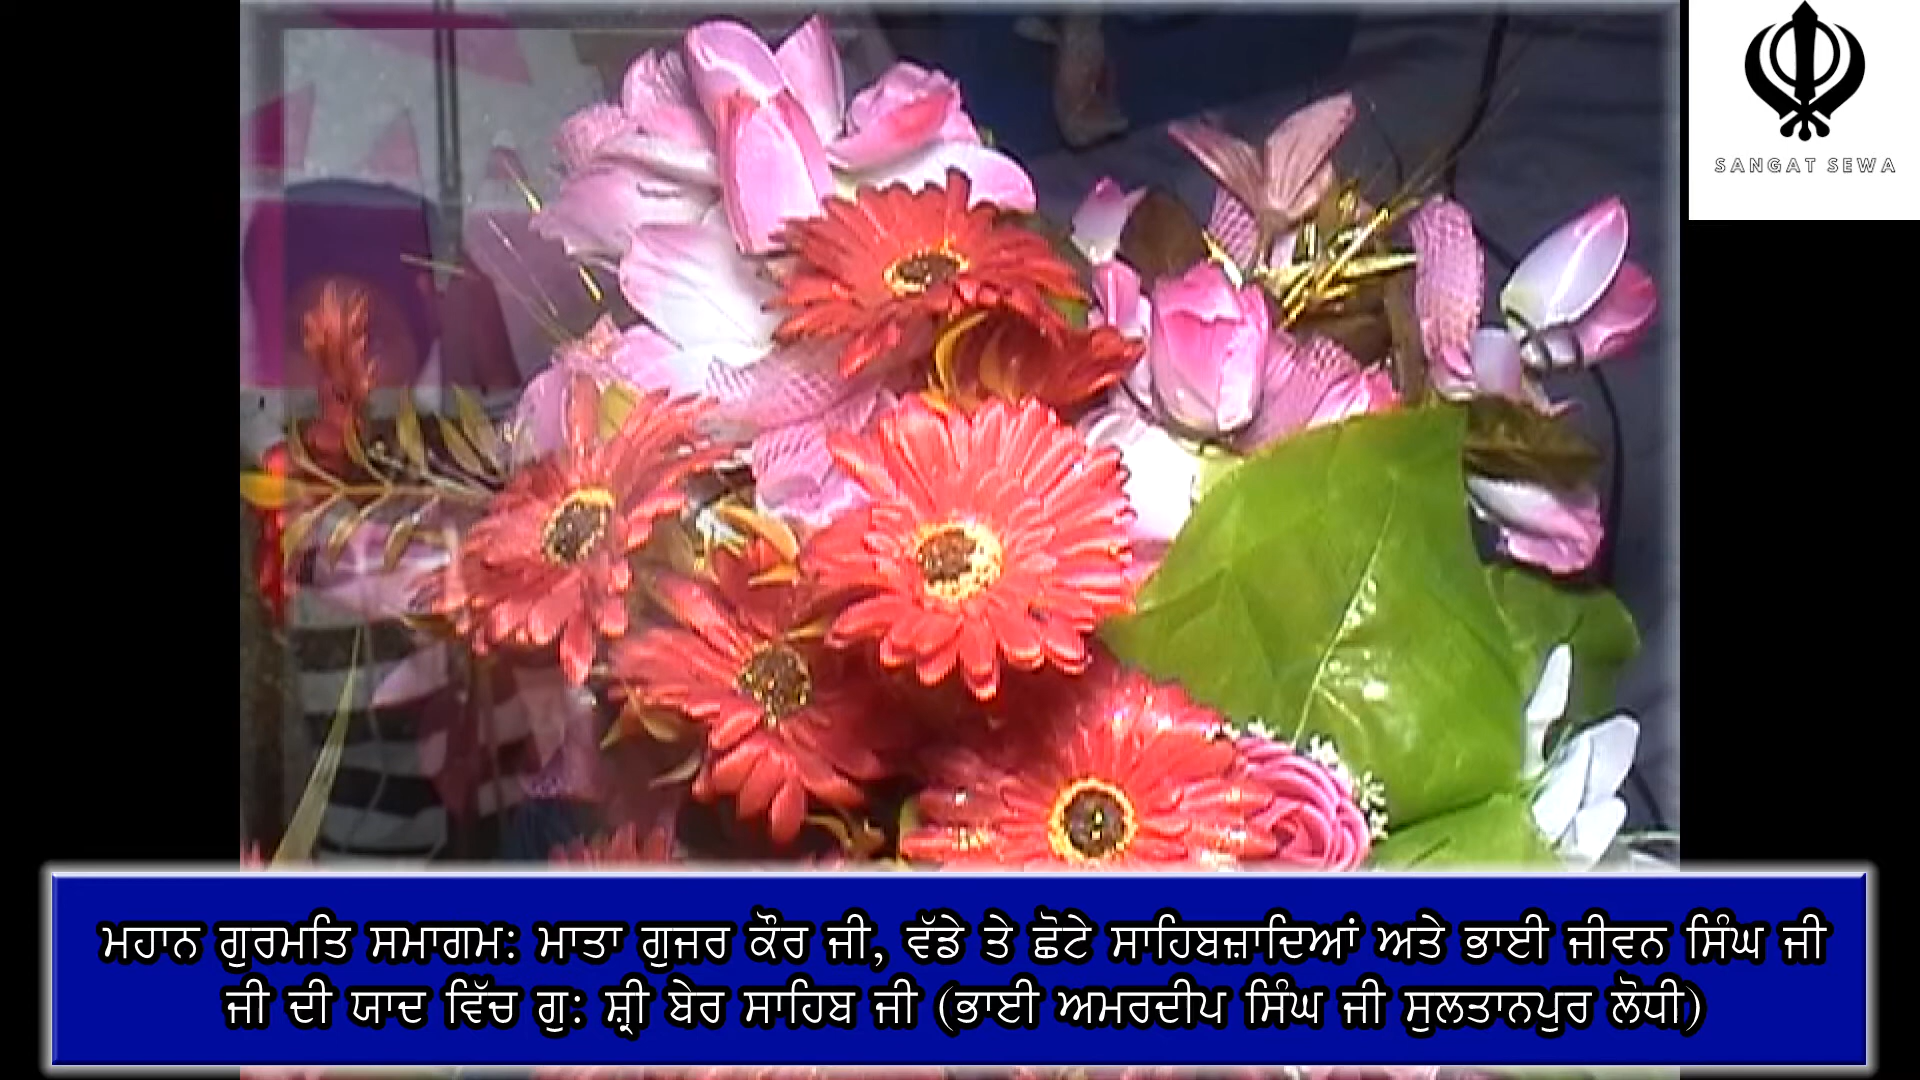 SANGAT SEWA
ਮਹਾਨ ਗੁਰਮਤਿ ਸਮਾਗਮ: ਮਾਤਾ ਗੁਜਰ ਕੌਰ ਜੀ, ਵੱਡੇ ਤੇ ਛੋਟੇ ਸਾਹਿਬਜ਼ਾਦਿਆਂ ਅਤੇ ਭਾਈ ਜੀਵਨ ਸਿੰਘ ਜੀ
ਜੀ ਦੀ ਯਾਦ ਵਿੱਚ ਗੁ: ਸ਼੍ਰੀ ਬੇਰ ਸਾਹਿਬ ਜੀ (ਭਾਈ ਅਮਰਦੀਪ ਸਿੰਘ ਜੀ ਸੁਲਤਾਨਪੁਰ ਲੋਧੀ)